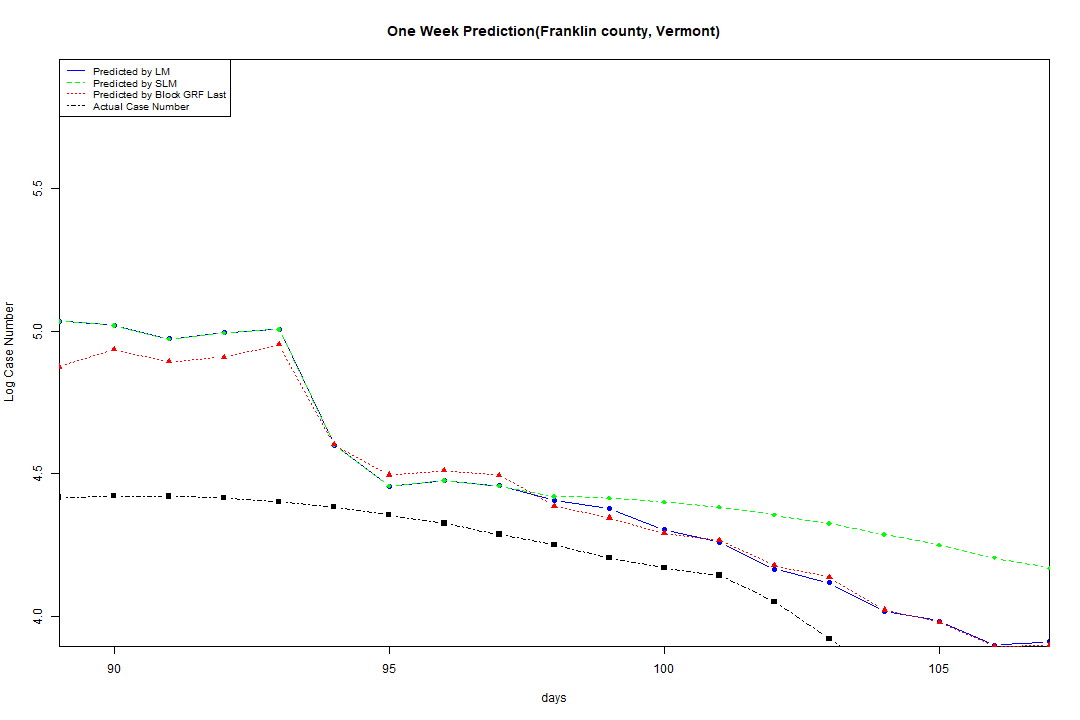 One Week Prediction(Franklin county, Vermont)
Predicted by LM
Predicted by SLM
Predicted by Block GRF Last
Actual Case Number
Log Case Number
5.5
5.0
4.5
4.0
90 95 100 105
days